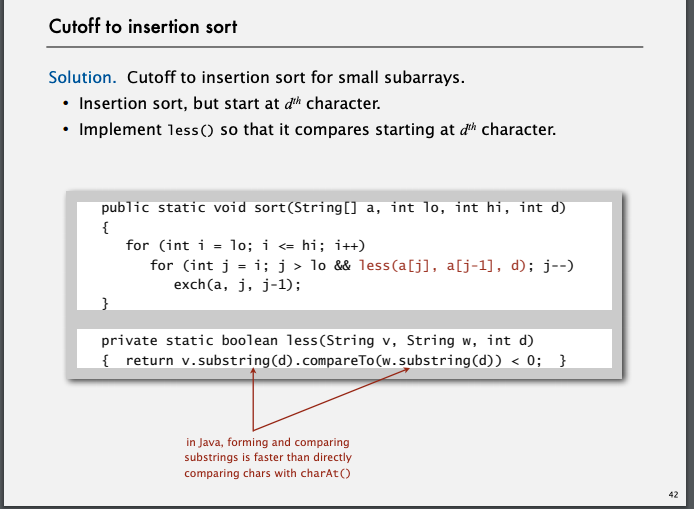 Cutoff to insertion sort
Solution. Cutoff to insertion sort for small subarrays.
• Insertion sort, but start at dth character.
• Implement less() so that it compares starting at dth character.
public static void sort(String[] a, int lo, int hi, int d)
{
for (int i = lo; i <= hi; i++)
for (int j = i; j > lo && less(a[j], a[j-1], d); j--)
exch(a, j, j-1);
}
private static boolean less(String v, String w, int d)
{ return v.substring(d).compareTo(w.substring(d)) < 0; }
in Java, forming and comparing
substrings is faster than directly
comparing chars with charAt()
42